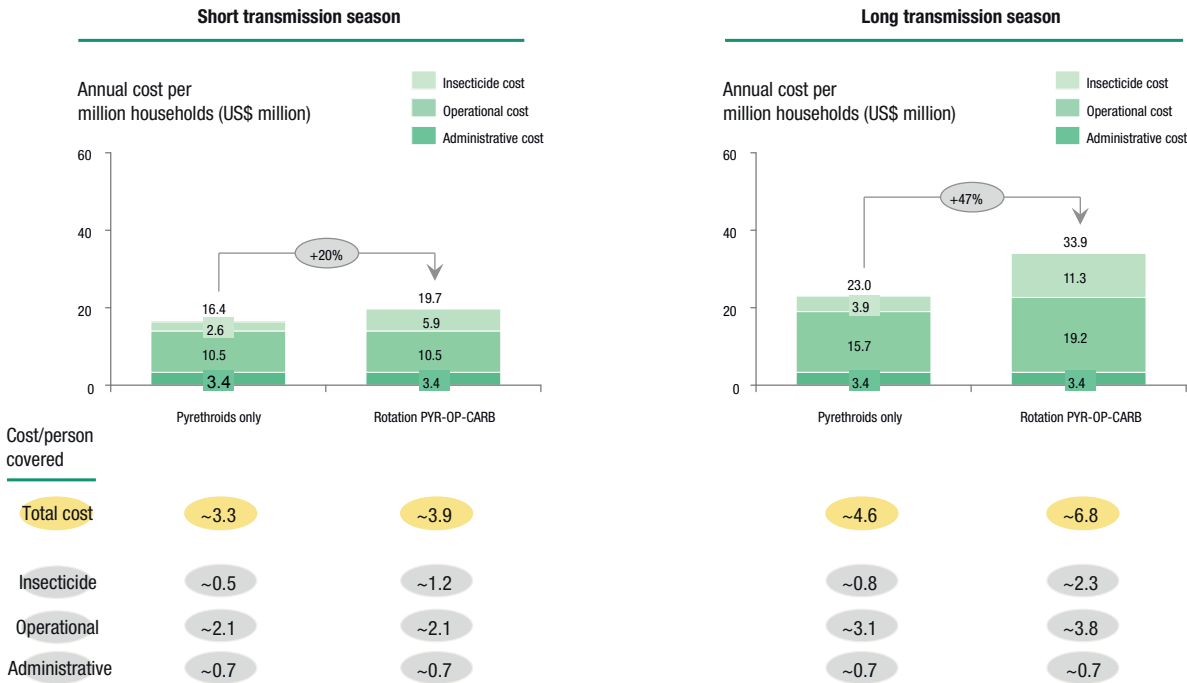 Short transmission season
Annual cost per
million households (US$ million)
Insecticide cost
Operational cost
Administrative cost
60
40
20
0
+20%
16.4
2.6
10.5
3.4
19.7
5.9
10.5
3.4
Pyrethroids only
Rotation PYR-OP-CARB
Long transmission season
Annual cost per
million households (US$ million)
Insecticide cost
Operational cost
Administrative cost
60
40
20
0
+47%
23.0
3.9
15.7
3.4
33.9
11.3
19.2
3.4
Pyrethroids only
Rotation PYR-OP-CARB
Cost/person
covered
Total cost ~3.3 ~3.9 ~4.6 ~6.8
Insecticide ~0.5 ~1.2 ~0.8 ~2.3
Operational ~2.1 ~2.1 ~3.1 ~3.8
Administrative ~0.7 ~0.7 ~0.7 ~0.7